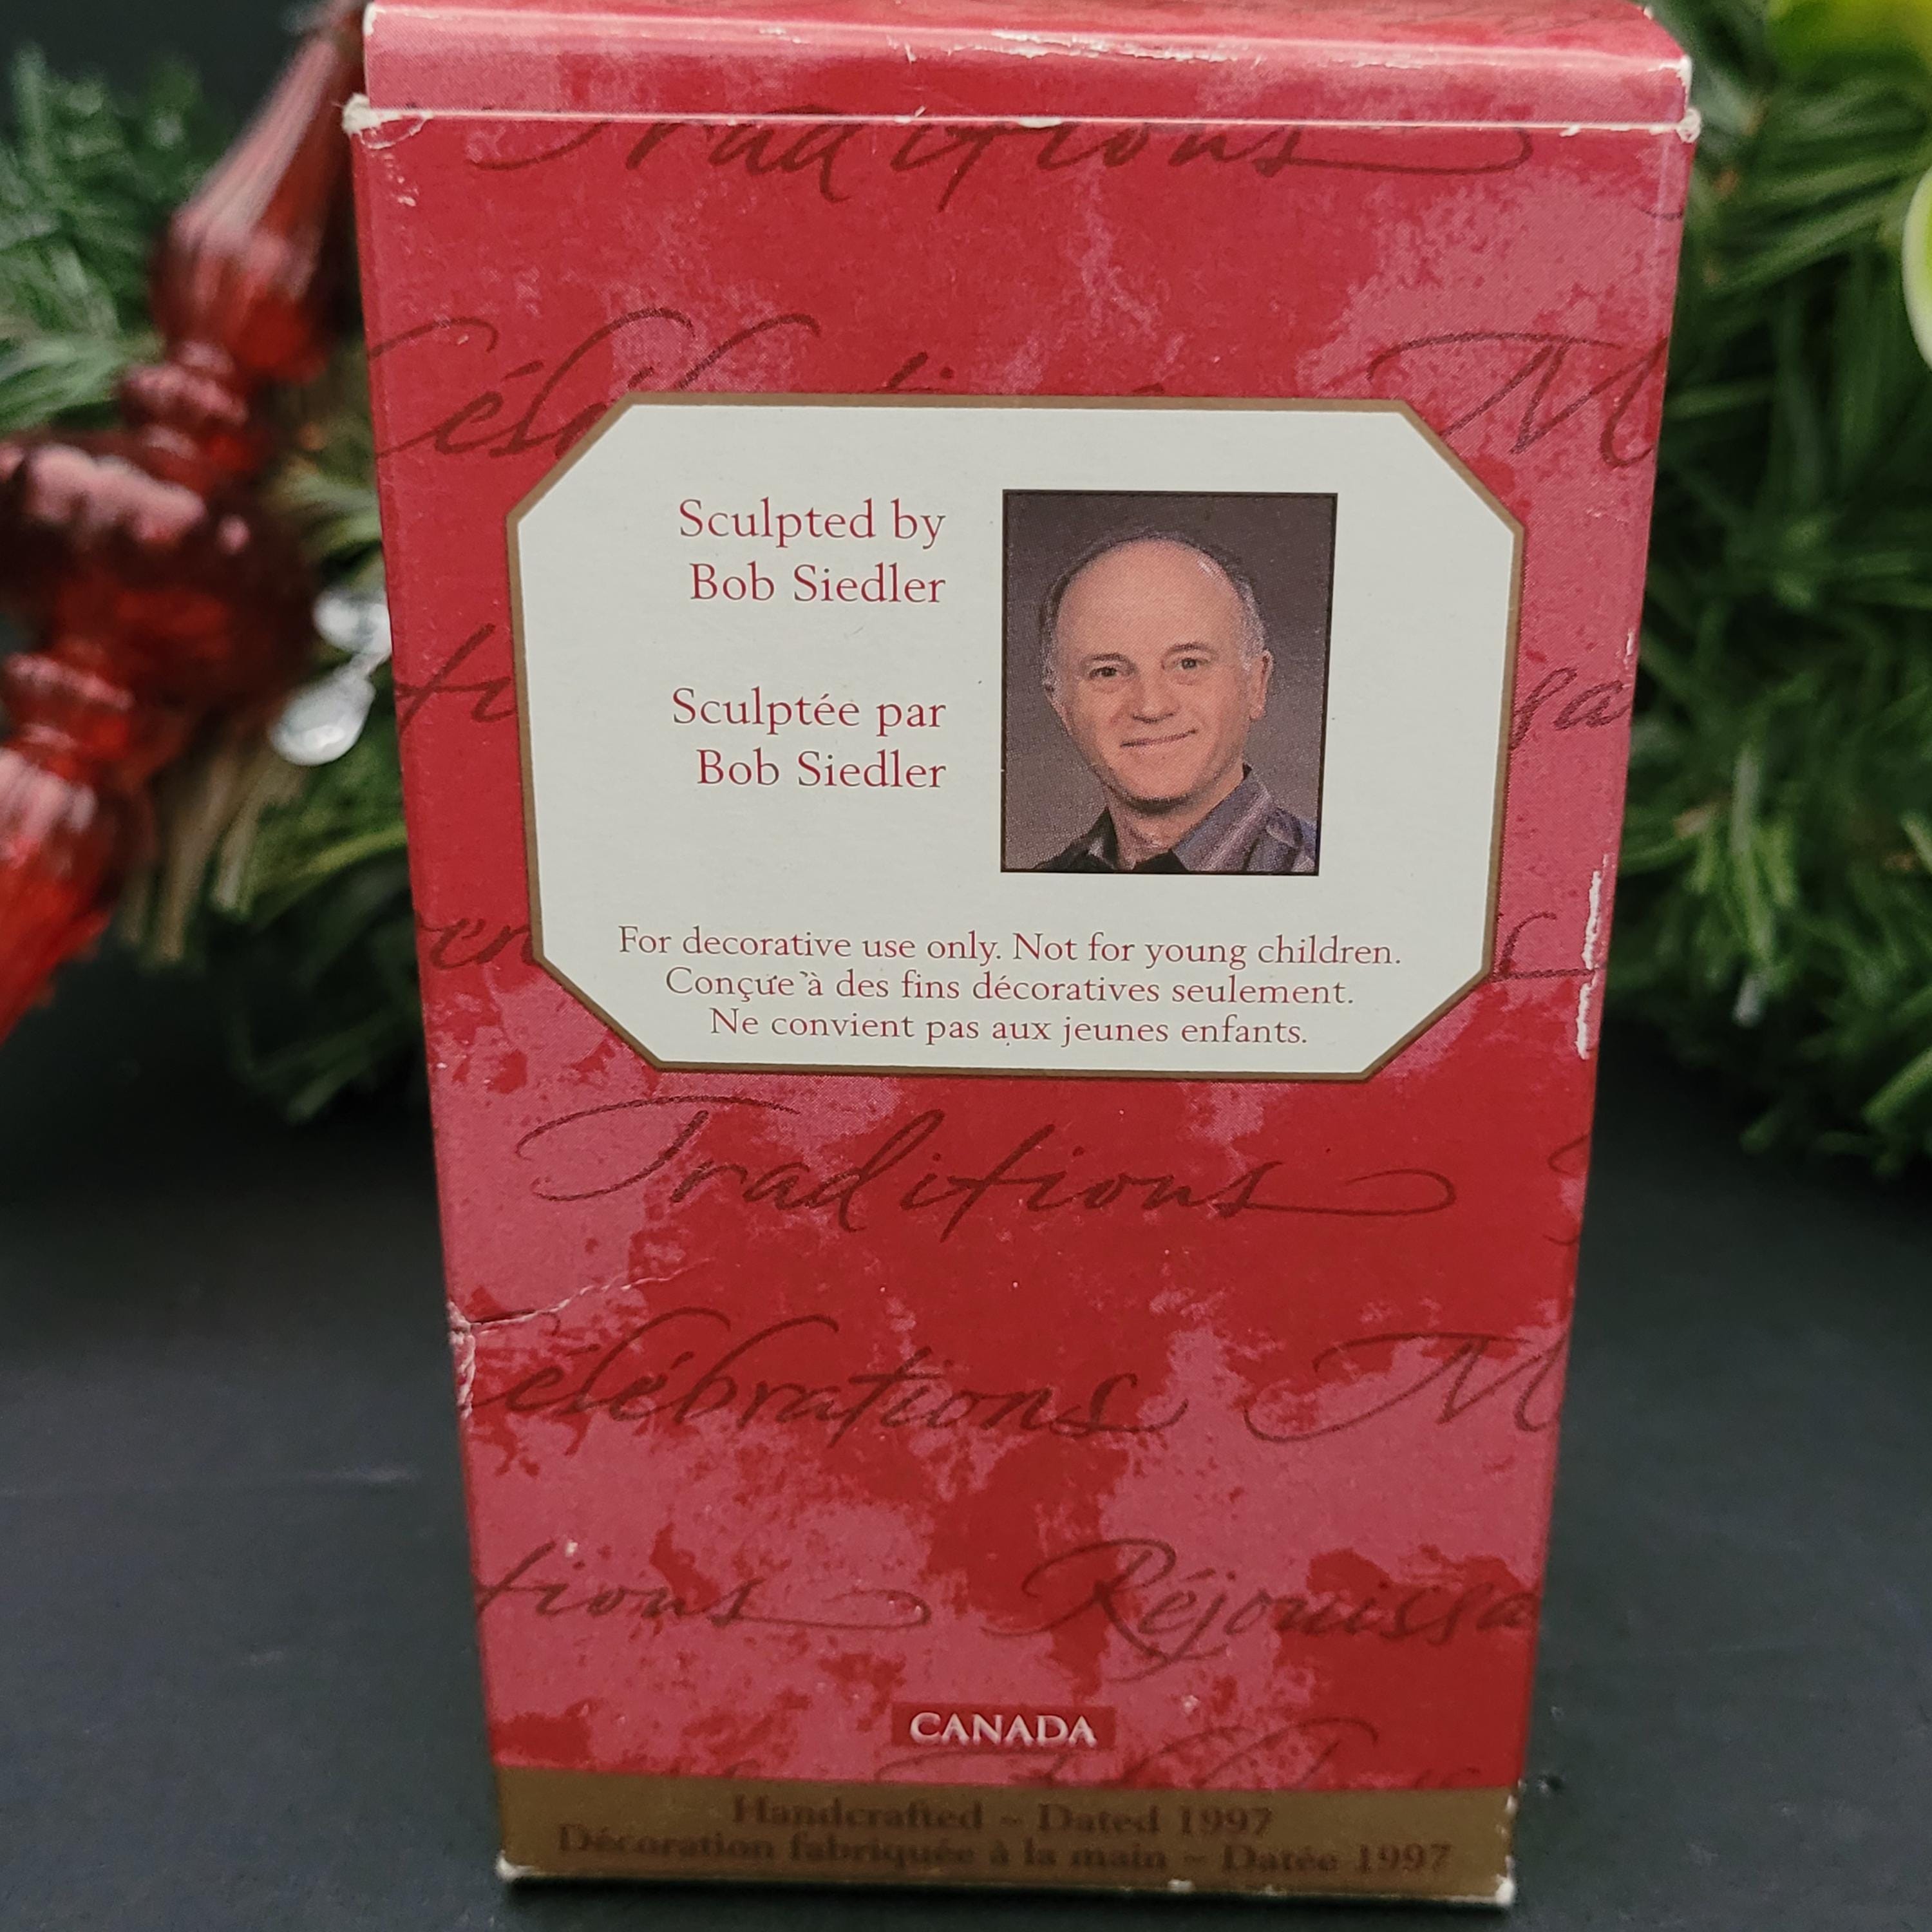 Traditions
Célébrations M
Sculpted by
Bob Siedler
Sculptée par
Bob Siedler
For decorative use only. Not for young children.
Conçue à des fins décoratives seulement.
Ne convient pas aux jeunes enfants.
Traditions
Célébrations M
tions Réjouissa
CANADA
Handcrafted ~ Dated 1997
Décoration fabriquée à la main ~ Datée 1997